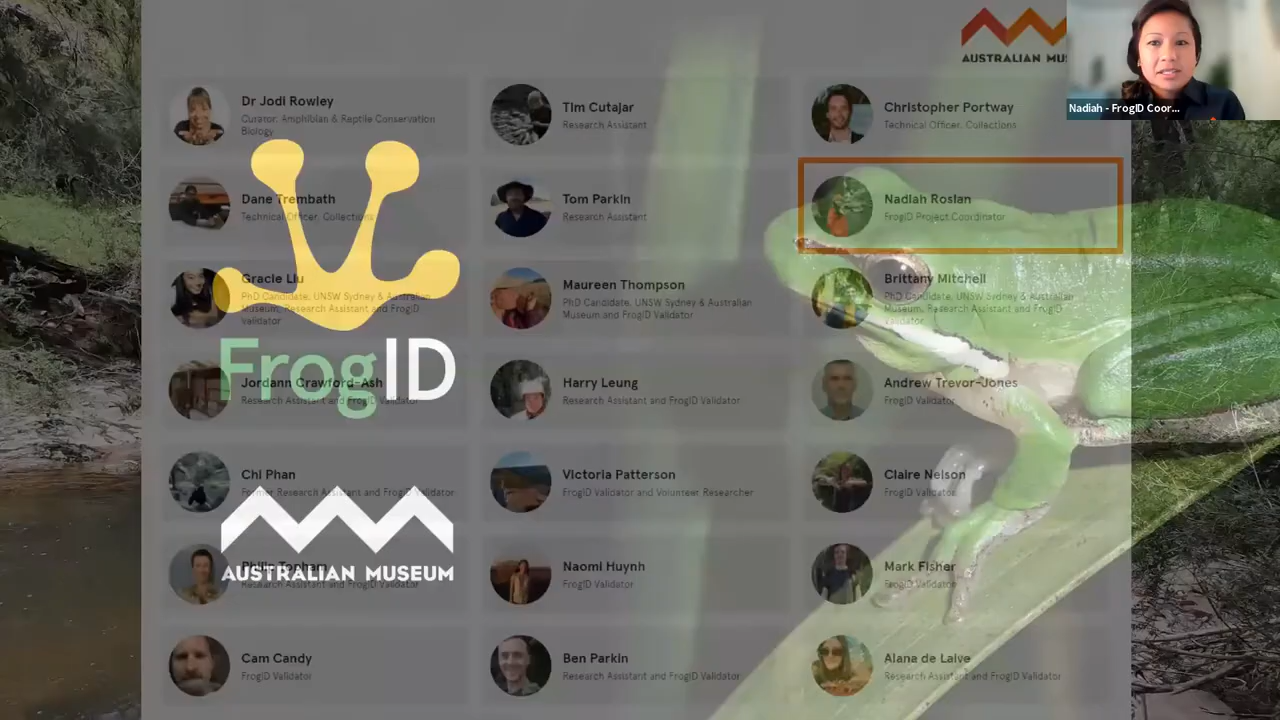 AUSTRALIAN MU
Nadiah - FrogID Coor...
Dr Jodi Rowley
Curator, Amphibian & Reptile Conservation
Biology
Tim Cutajar
Research Assistant
Christopher Portway
Technical Officer, Collections
Dane Trembath
Technical Officer, Collections
Tom Parkin
Research Assistant
Nadiah Roslan
FrogID Project Coordinator
Gracie Liu
PhD Candidate, UNSW Sydney & Australian
Museum, Research Assistant and FrogID
Validator
Maureen Thompson
PhD Candidate, UNSW Sydney & Australian
Museum and FrogID Validator
Brittany Mitchell
PhD Candidate, UNSW Sydney & Australian
Museum, Research Assistant and FrogID
Validator
FrogID
Jordann Crawford-Ash
Research Assistant and FrogID Validator
Harry Leung
Research Assistant and FrogID Validator
Andrew Trevor-Jones
FrogID Validator
Chi Phan
Former Research Assistant and FrogID Validator
Victoria Patterson
FrogID Validator and Volunteer Researcher
Claire Nelson
FrogID Validator
AUSTRALIAN MUSEUM
Philip Topham
Research Assistant and FrogID Validator
Naomi Huynh
FrogID Validator
Mark Fisher
FrogID Validator
Cam Candy
FrogID Validator
Ben Parkin
Research Assistant and FrogID Validator
Alana de Laive
Research Assistant and FrogID Validator